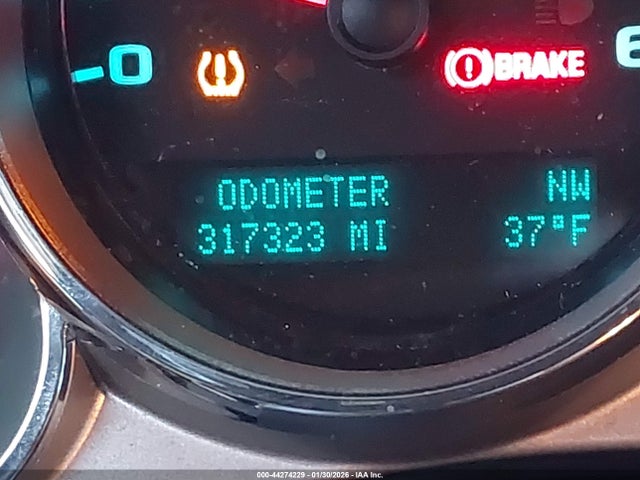 0
BRAKE
6
ODOMETER NW
317323 MI 37°F
000-44274229 - 01/30/2026 - IAA Inc.